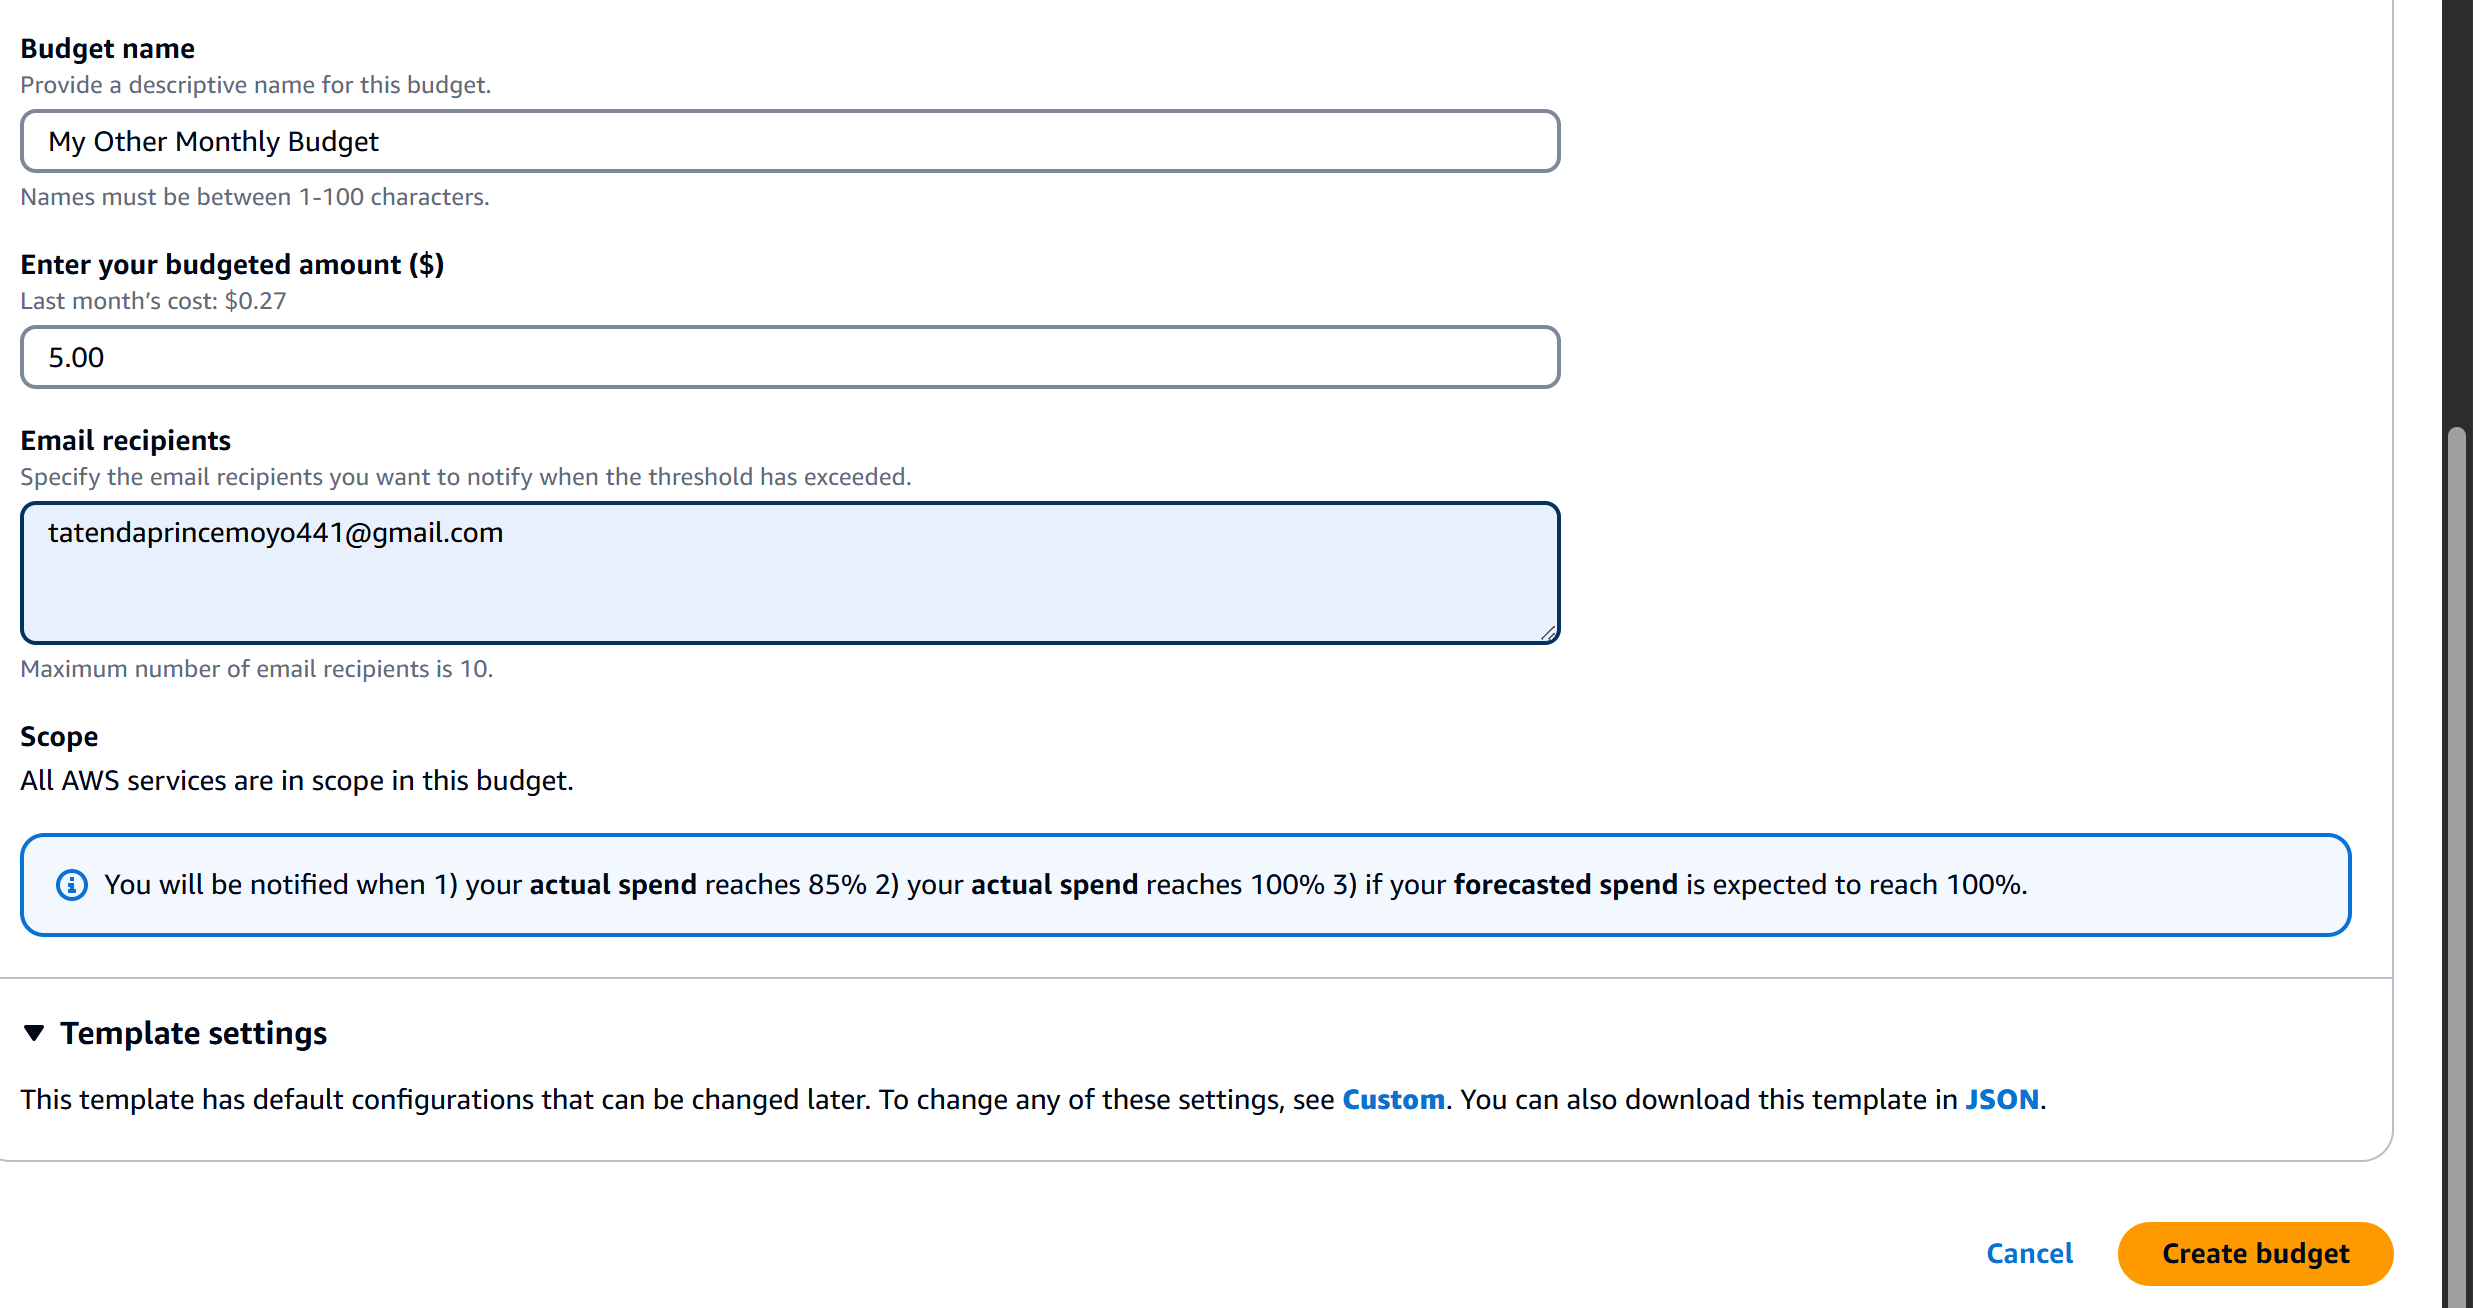 Budget name
Provide a descriptive name for this budget.
My Other Monthly Budget
Names must be between 1-100 characters.
Enter your budgeted amount ($)
Last month's cost: $0.27
5.00
Email recipients
Specify the email recipients you want to notify when the threshold has exceeded.
tatendaprincemoyo441@gmail.com
Maximum number of email recipients is 10.
Scope
All AWS services are in scope in this budget.
You will be notified when 1) your actual spend reaches 85% 2) your actual spend reaches 100% 3) if your forecasted spend is expected to reach 100%.
Template settings
This template has default configurations that can be changed later. To change any of these settings, see Custom. You can also download this template in JSON.
Cancel
Create budget